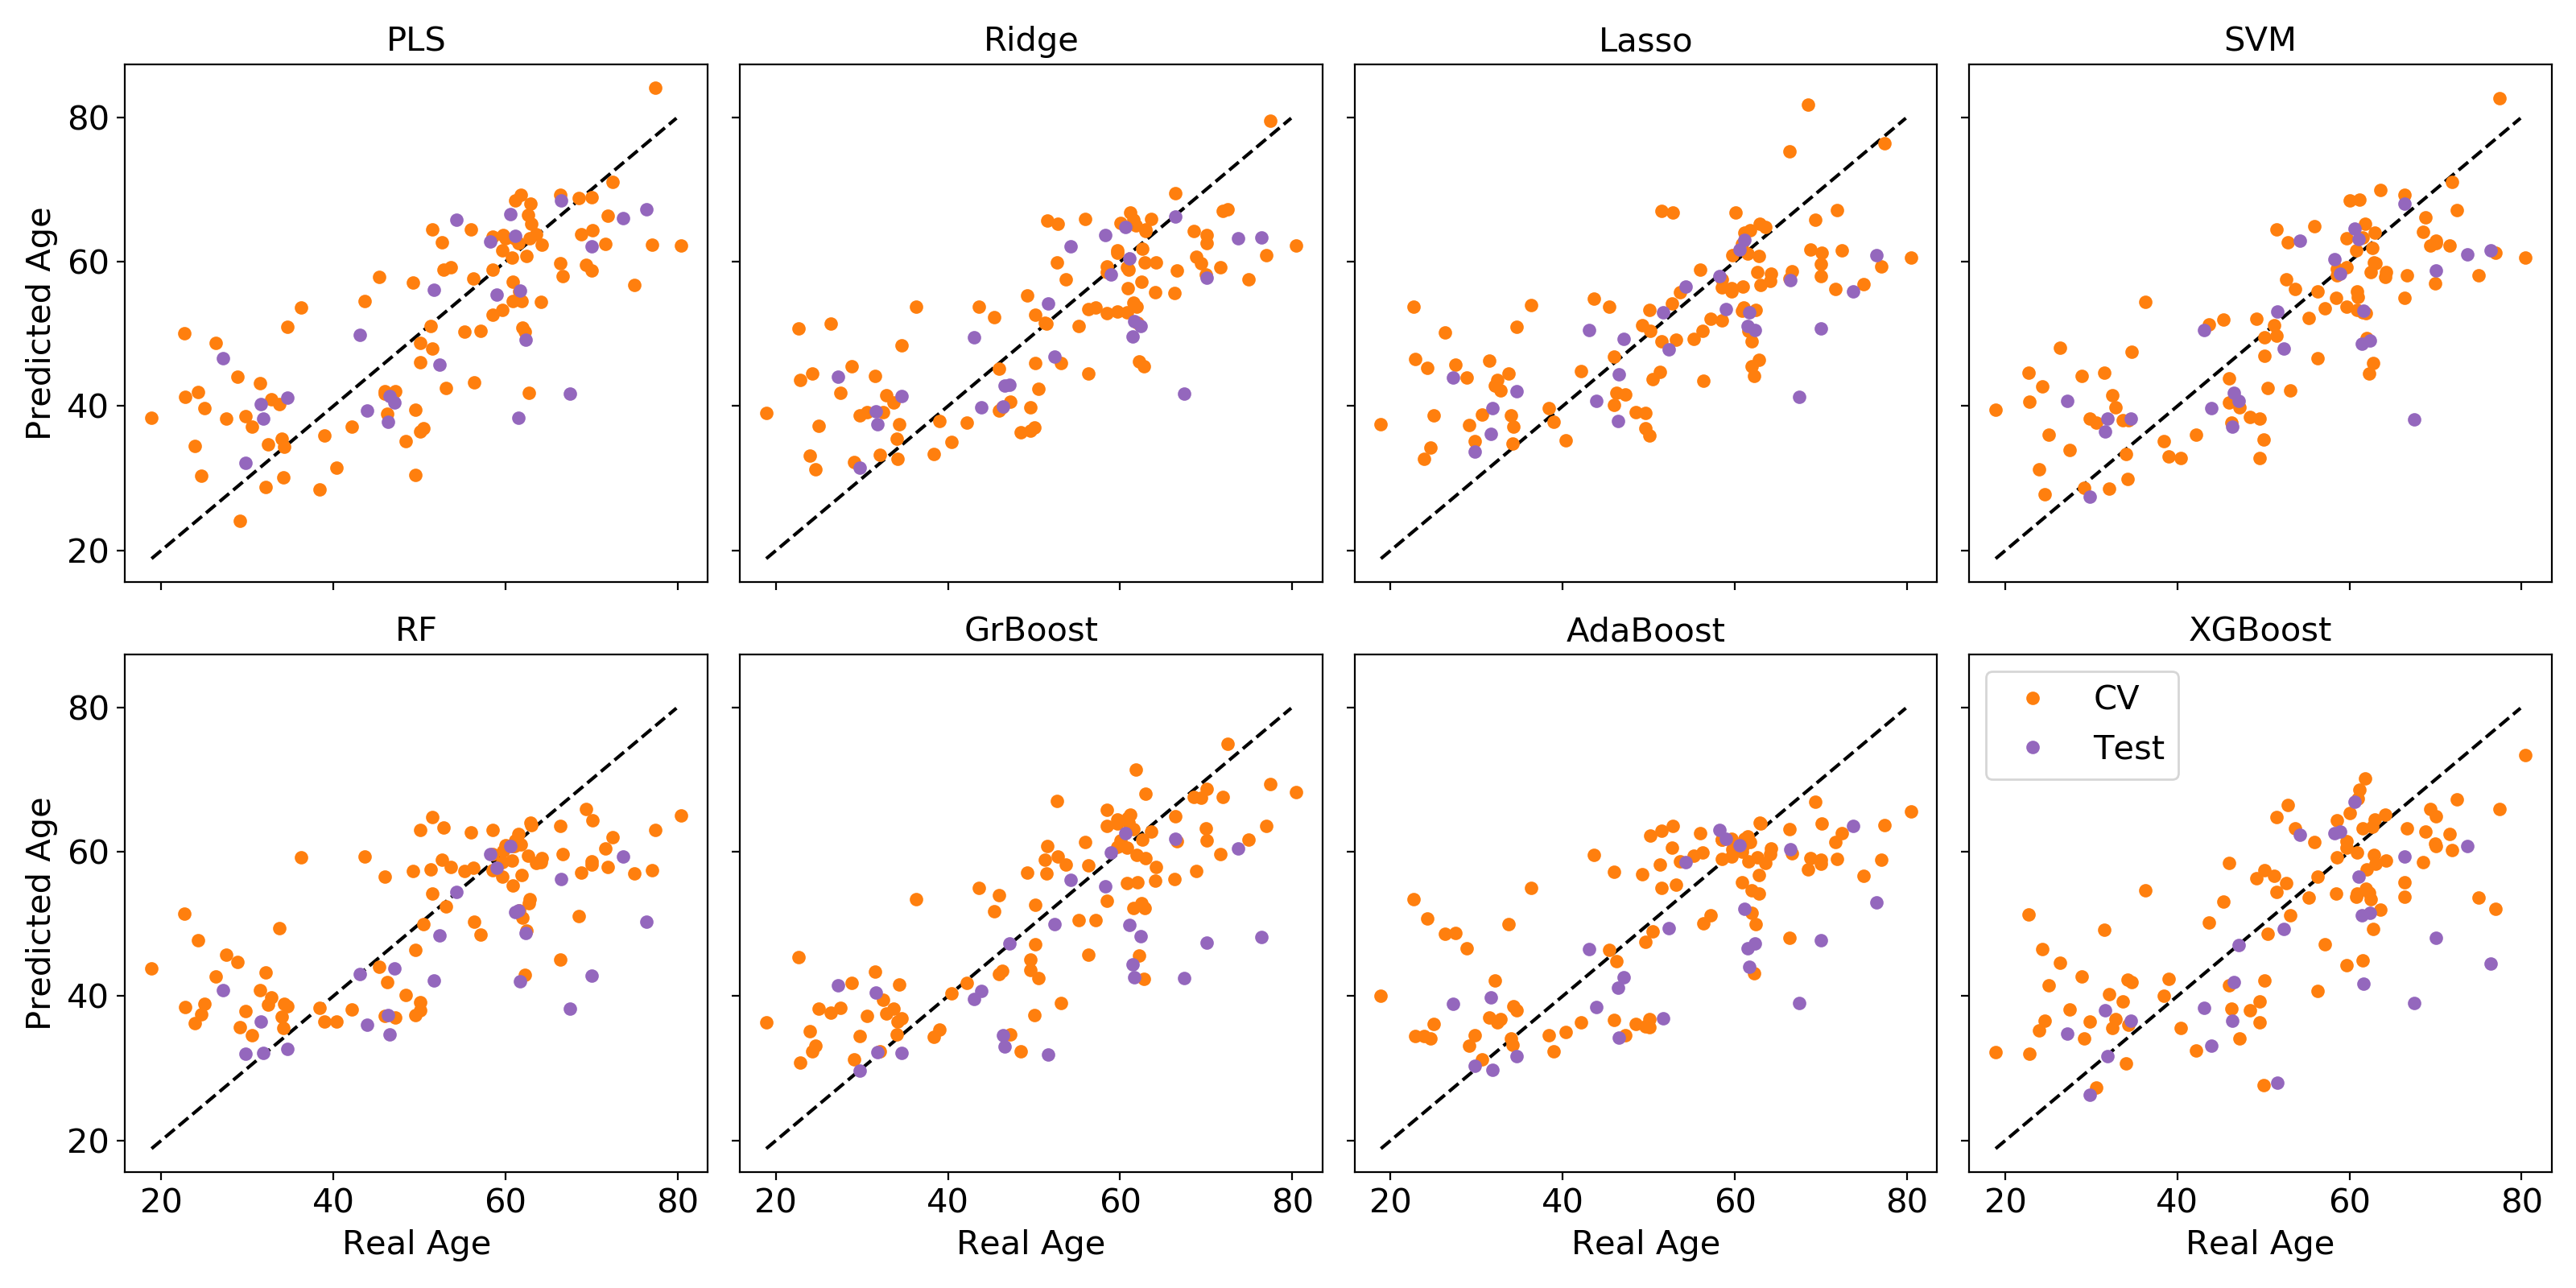 PLS Ridge Lasso SVM
80
60
40
20
Predicted Age
RF GrBoost AdaBoost XGBoost
80
60
40
20
Predicted Age
CV
Test
20 40 60 80 20 40 60 80 20 40 60 80 20 40 60 80
Real Age Real Age Real Age Real Age